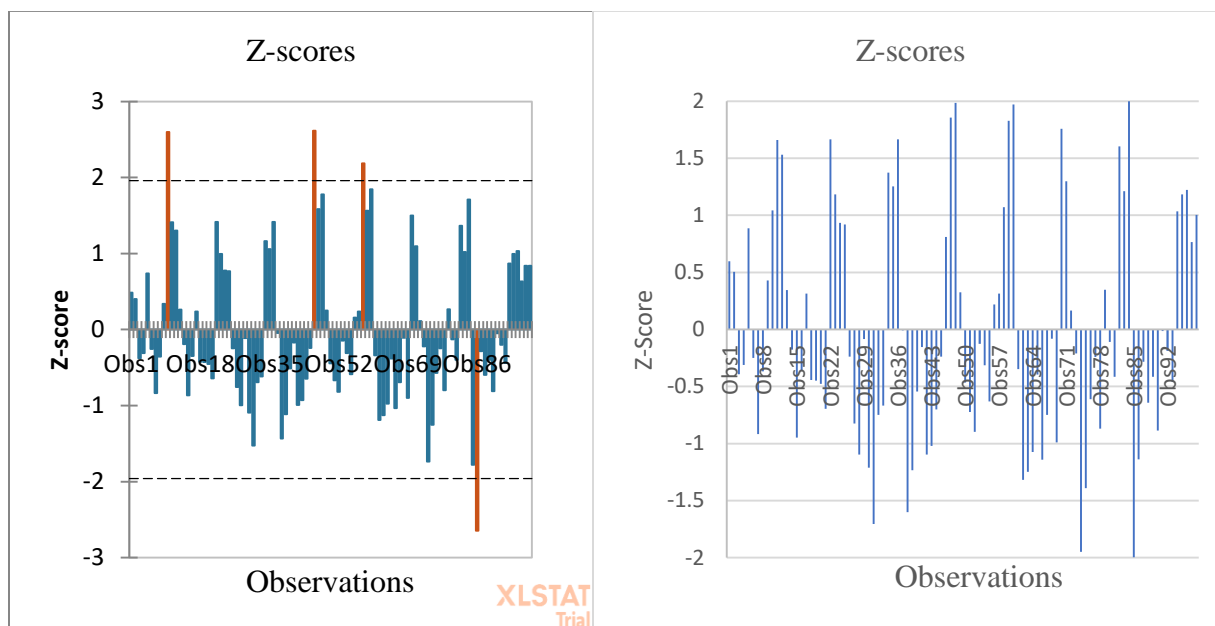 Z-scores
3
2
1
0
-1
-2
-3
Z-score
Obs1
Obs18
Obs35
Obs52
Obs69
Obs86
Observations
XLSTAT
Trial
Z-scores
2
1.5
1
0.5
0
-0.5
-1
-1.5
-2
Z-Score
Obs1
Obs8
Obs15
Obs22
Obs29
Obs36
Obs43
Obs50
Obs57
Obs64
Obs71
Obs78
Obs85
Obs92
Observations